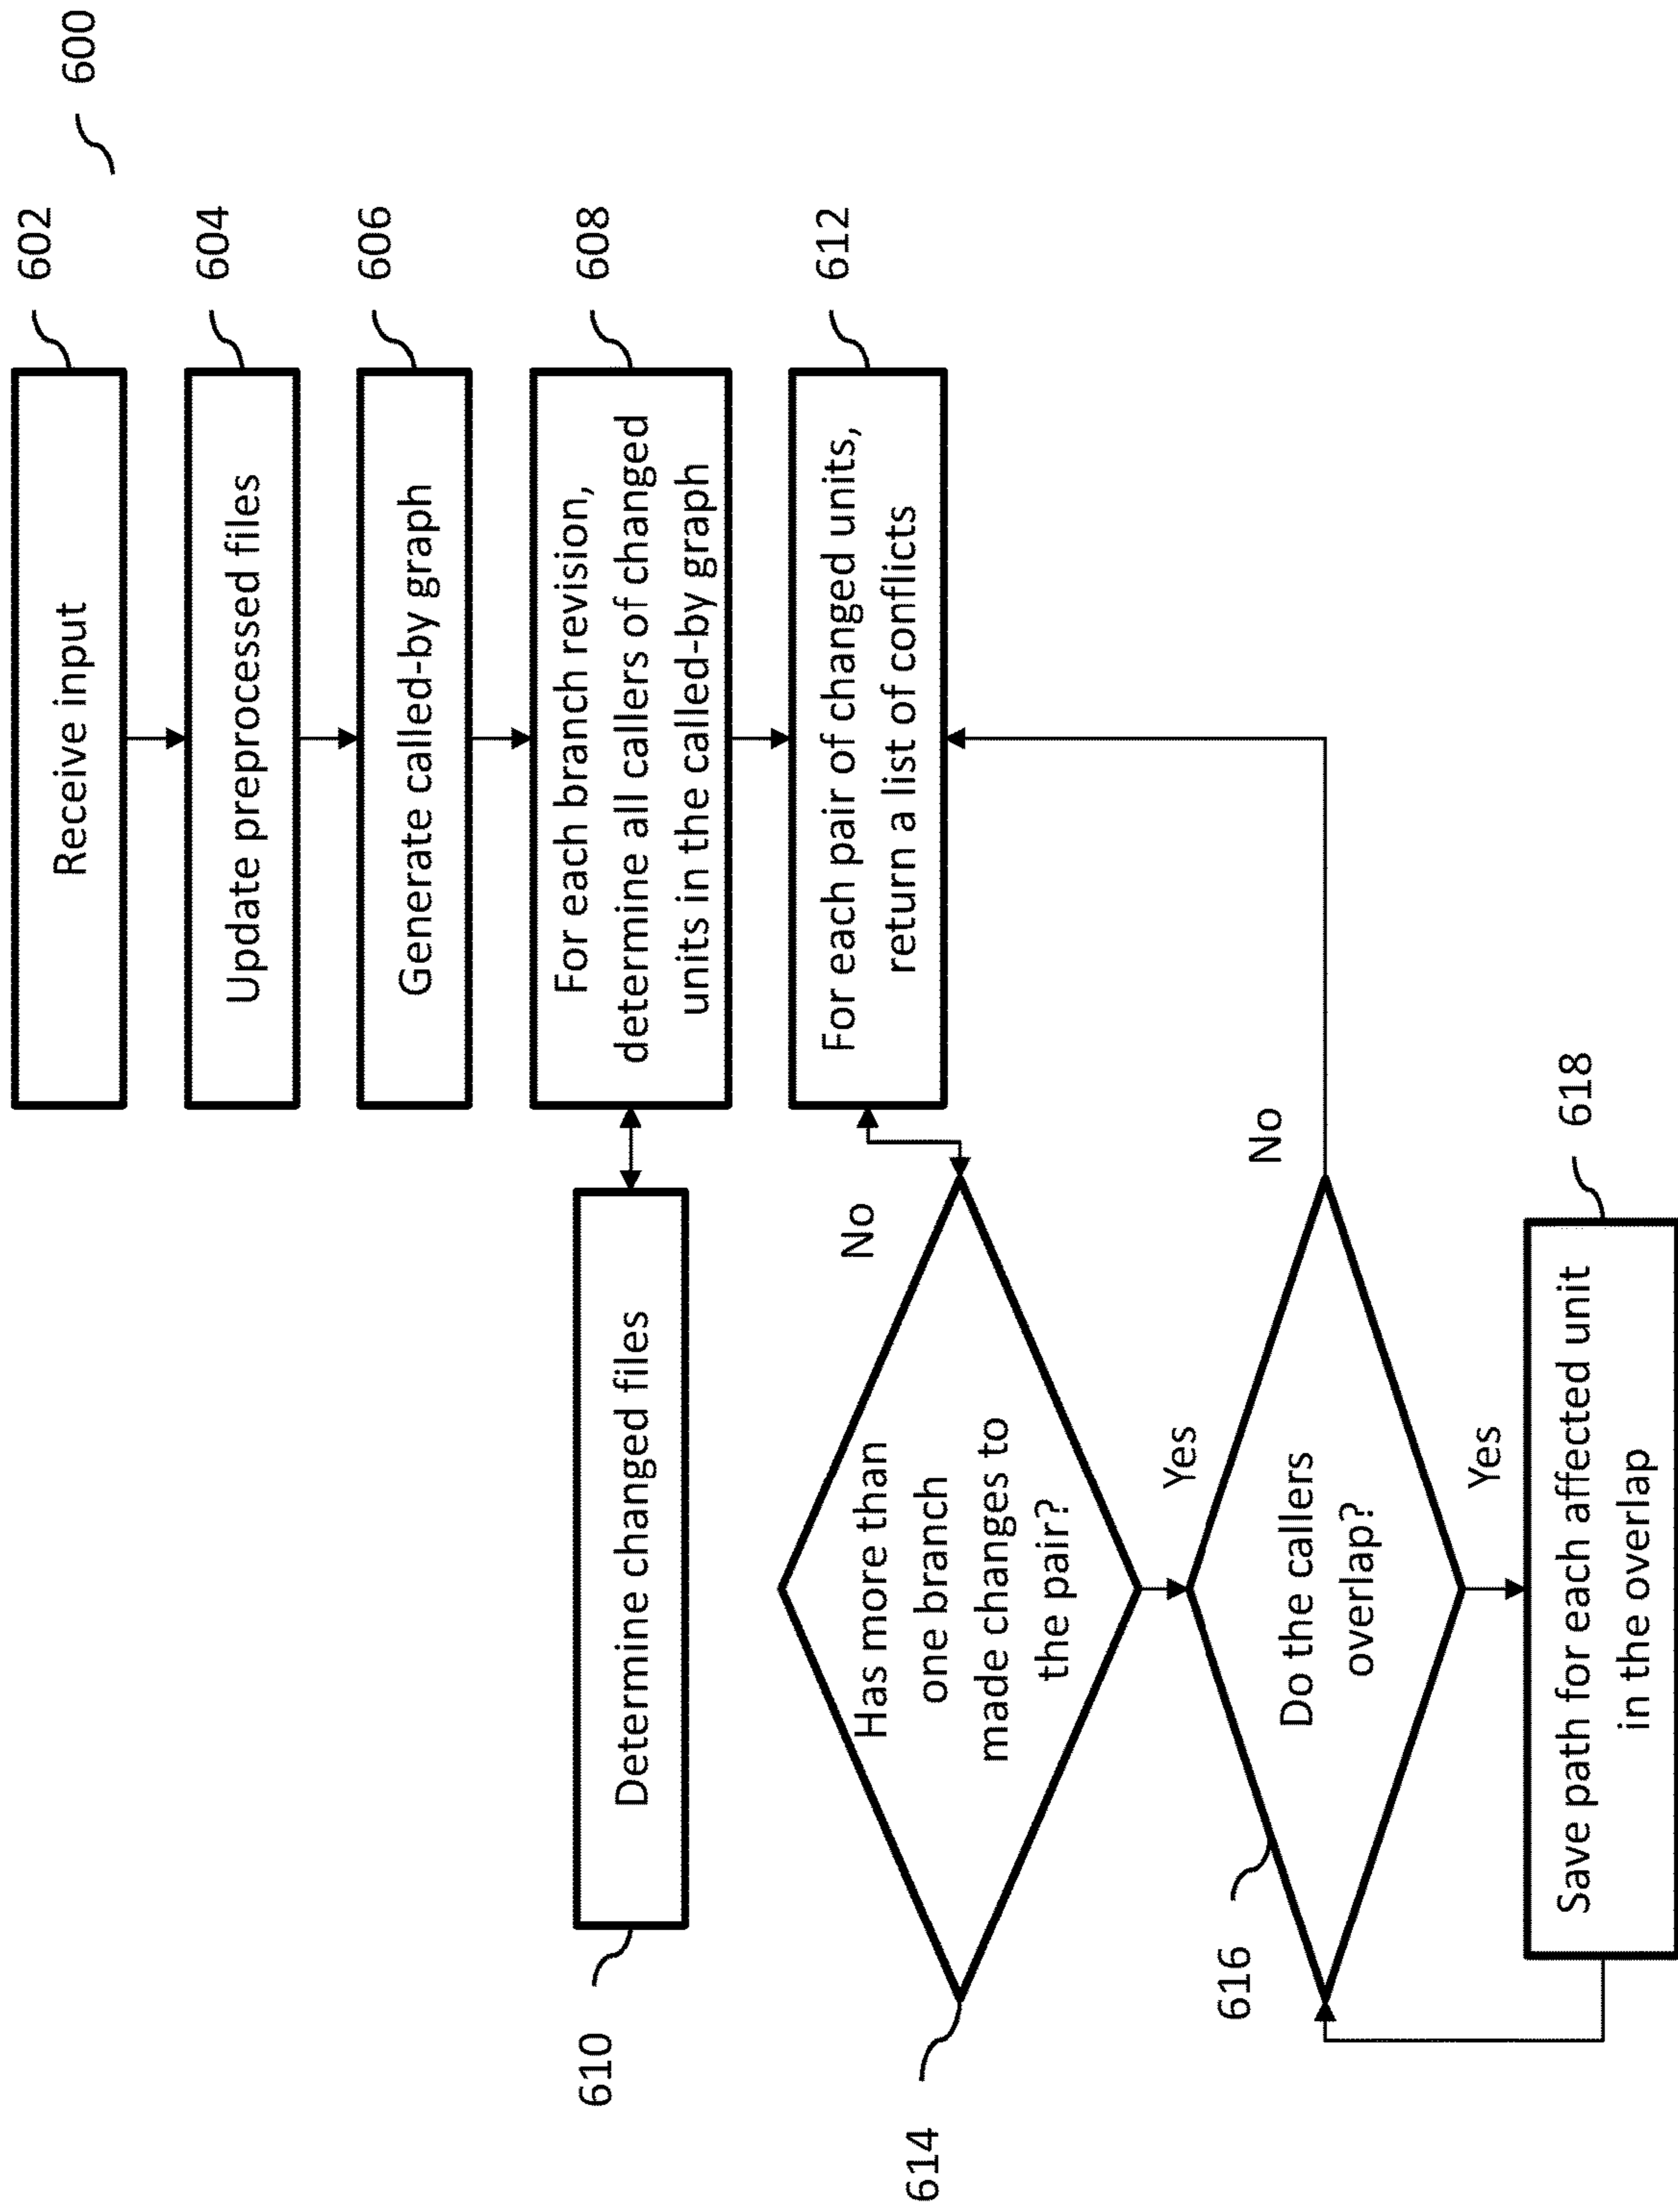 600
602
Receive input
604
Update preprocessed files
606
Generate called-by graph
608
For each branch revision,
determine all callers of changed
units in the called-by graph
610
Determine changed files
612
For each pair of changed units,
return a list of conflicts
614
Has more than
one branch
made changes to
the pair?
No
Yes
616
Do the callers
overlap?
No
Yes
618
Save path for each affected unit
in the overlap